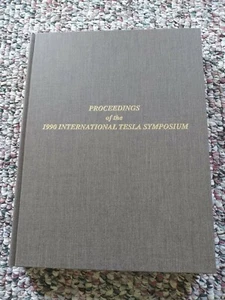 PROCEEDINGS
of the
1990 INTERNATIONAL TESLA SYMPOSIUM